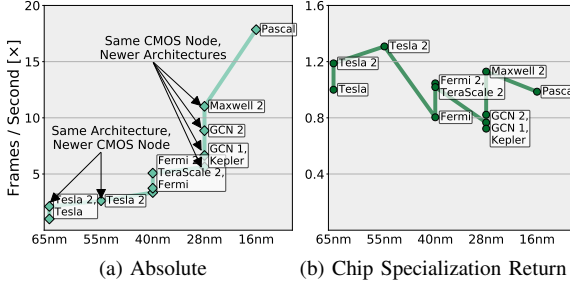 Frames / Second [×]
20
15
10
5
Same CMOS Node,
Newer Architectures
Same Architecture,
Newer CMOS Node
Pascal
Maxwell 2
GCN 2
GCN 1,
Kepler
Fermi 2,
TeraScale 2,
Fermi
Tesla 2,
Tesla
Tesla 2
65nm 55nm 40nm 28nm 16nm
(a) Absolute
1.6
1.2
0.8
0.4
Tesla 2
Tesla 2
Tesla
Fermi 2,
TeraScale 2
Fermi
Maxwell 2
GCN 2,
GCN 1,
Kepler
Pasca
65nm 55nm 40nm 28nm 16nm
(b) Chip Specialization Return